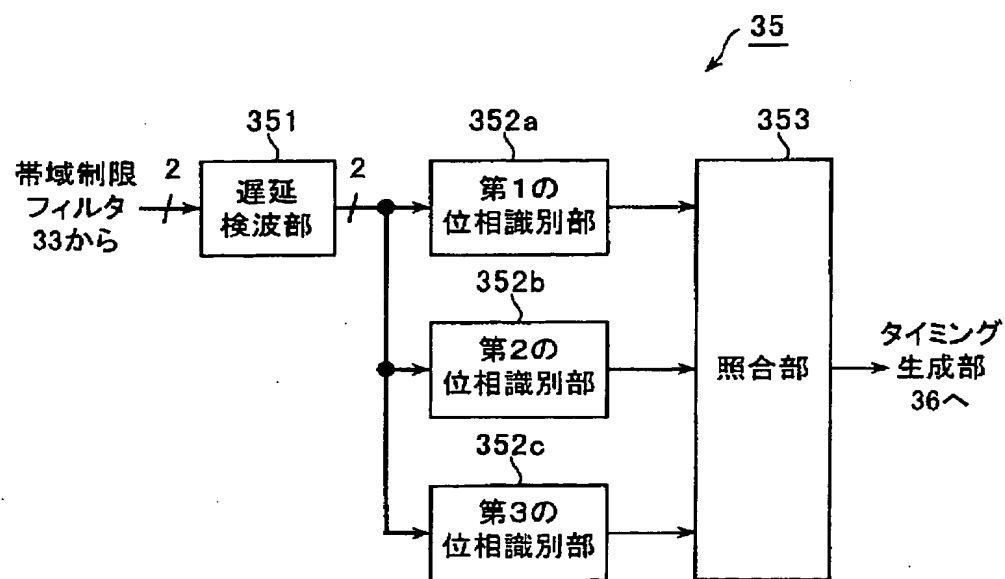 35
351
352a
353
帯域制限
フィルタ
33から
2
遅延
検波部
2
第1の
位相識別部
352b
第2の
位相識別部
352c
第3の
位相識別部
照合部
タイミング
生成部
36へ